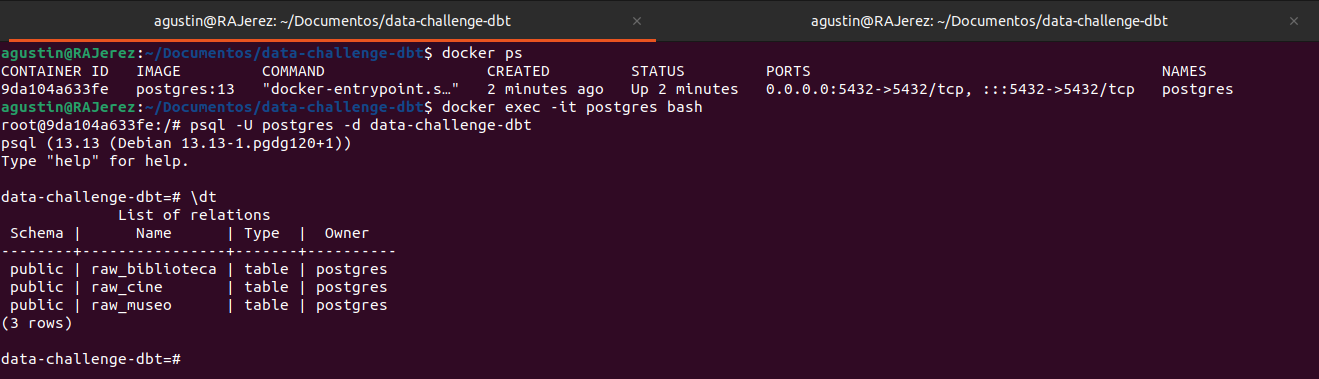 agustin@RAJerez: ~/Documentos/data-challenge-dbt × agustin@RAJerez: ~/Documentos/data-challenge-dbt ×
agustin@RAJerez:~/Documentos/data-challenge-dbt$ docker ps
CONTAINER ID   IMAGE         COMMAND                  CREATED         STATUS         PORTS                                       NAMES
9da104a633fe   postgres:13   "docker-entrypoint.s…"   2 minutes ago   Up 2 minutes   0.0.0.0:5432->5432/tcp, :::5432->5432/tcp   postgres
agustin@RAJerez:~/Documentos/data-challenge-dbt$ docker exec -it postgres bash
root@9da104a633fe:/# psql -U postgres -d data-challenge-dbt
psql (13.13 (Debian 13.13-1.pgdg120+1))
Type "help" for help.

data-challenge-dbt=# \dt
             List of relations
 Schema |      Name      | Type  |  Owner
--------+----------------+-------+----------
 public | raw_biblioteca | table | postgres
 public | raw_cine       | table | postgres
 public | raw_museo      | table | postgres
(3 rows)

data-challenge-dbt=#